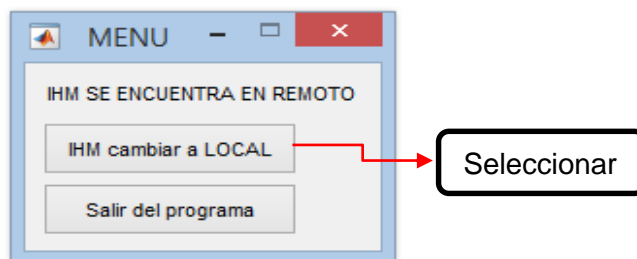 MENU
IHM SE ENCUENTRA EN REMOTO
IHM cambiar a LOCAL
Seleccionar
Salir del programa